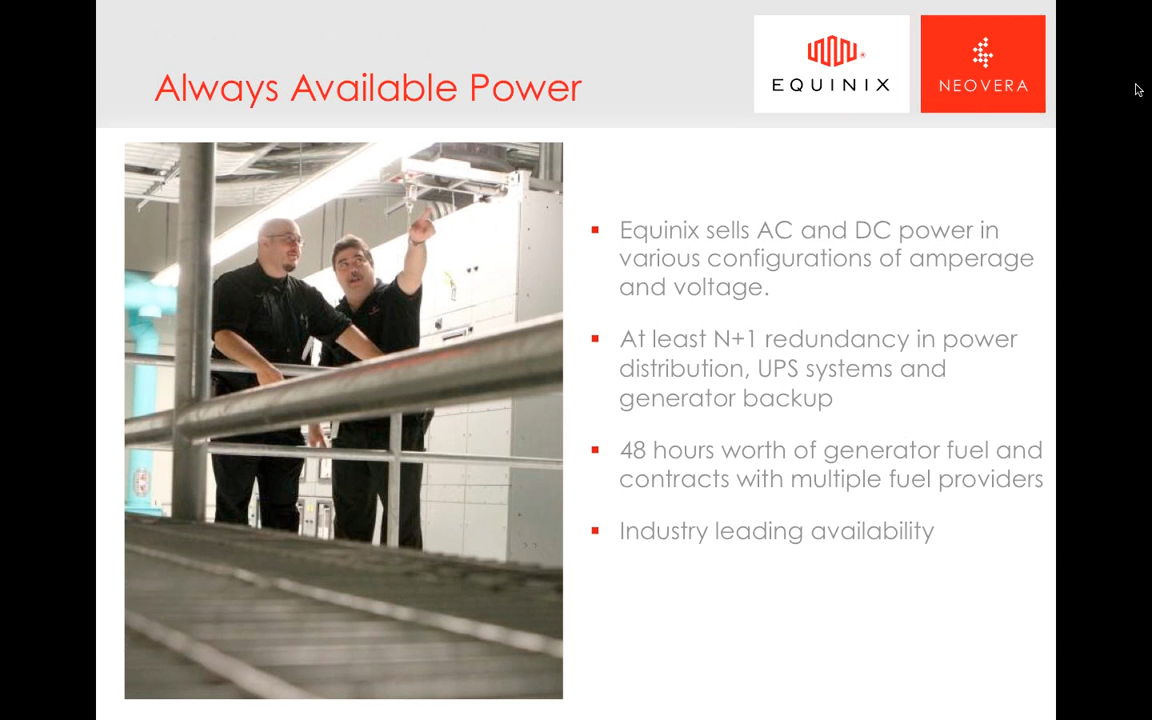 Always Available Power
EQUINIX
NEOVERA
Equinix sells AC and DC power in
various configurations of amperage
and voltage.
At least N+1 redundancy in power
distribution, UPS systems and
generator backup
48 hours worth of generator fuel and
contracts with multiple fuel providers
Industry leading availability